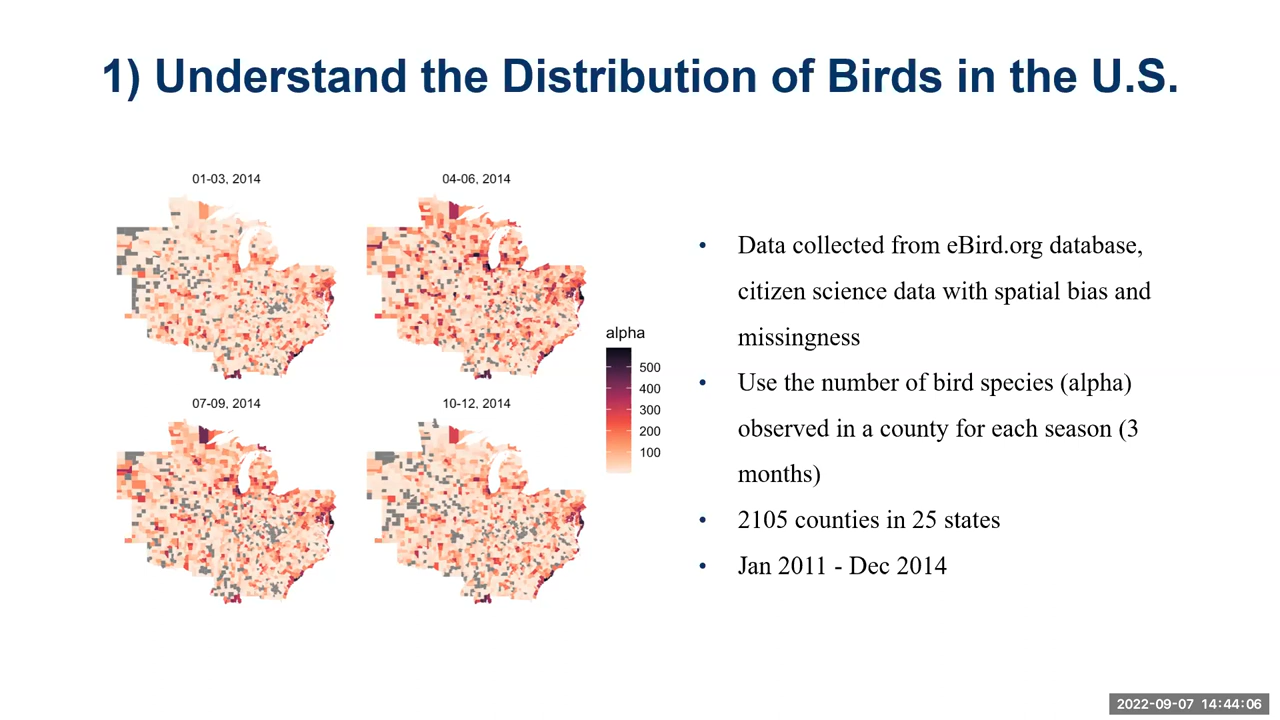 1) Understand the Distribution of Birds in the U.S.
01-03, 2014
04-06, 2014
07-09, 2014
10-12, 2014
alpha
500
400
300
200
100
• Data collected from eBird.org database,
citizen science data with spatial bias and
missingness
• Use the number of bird species (alpha)
observed in a county for each season (3
months)
• 2105 counties in 25 states
• Jan 2011 - Dec 2014
2022-09-07 14:44:06